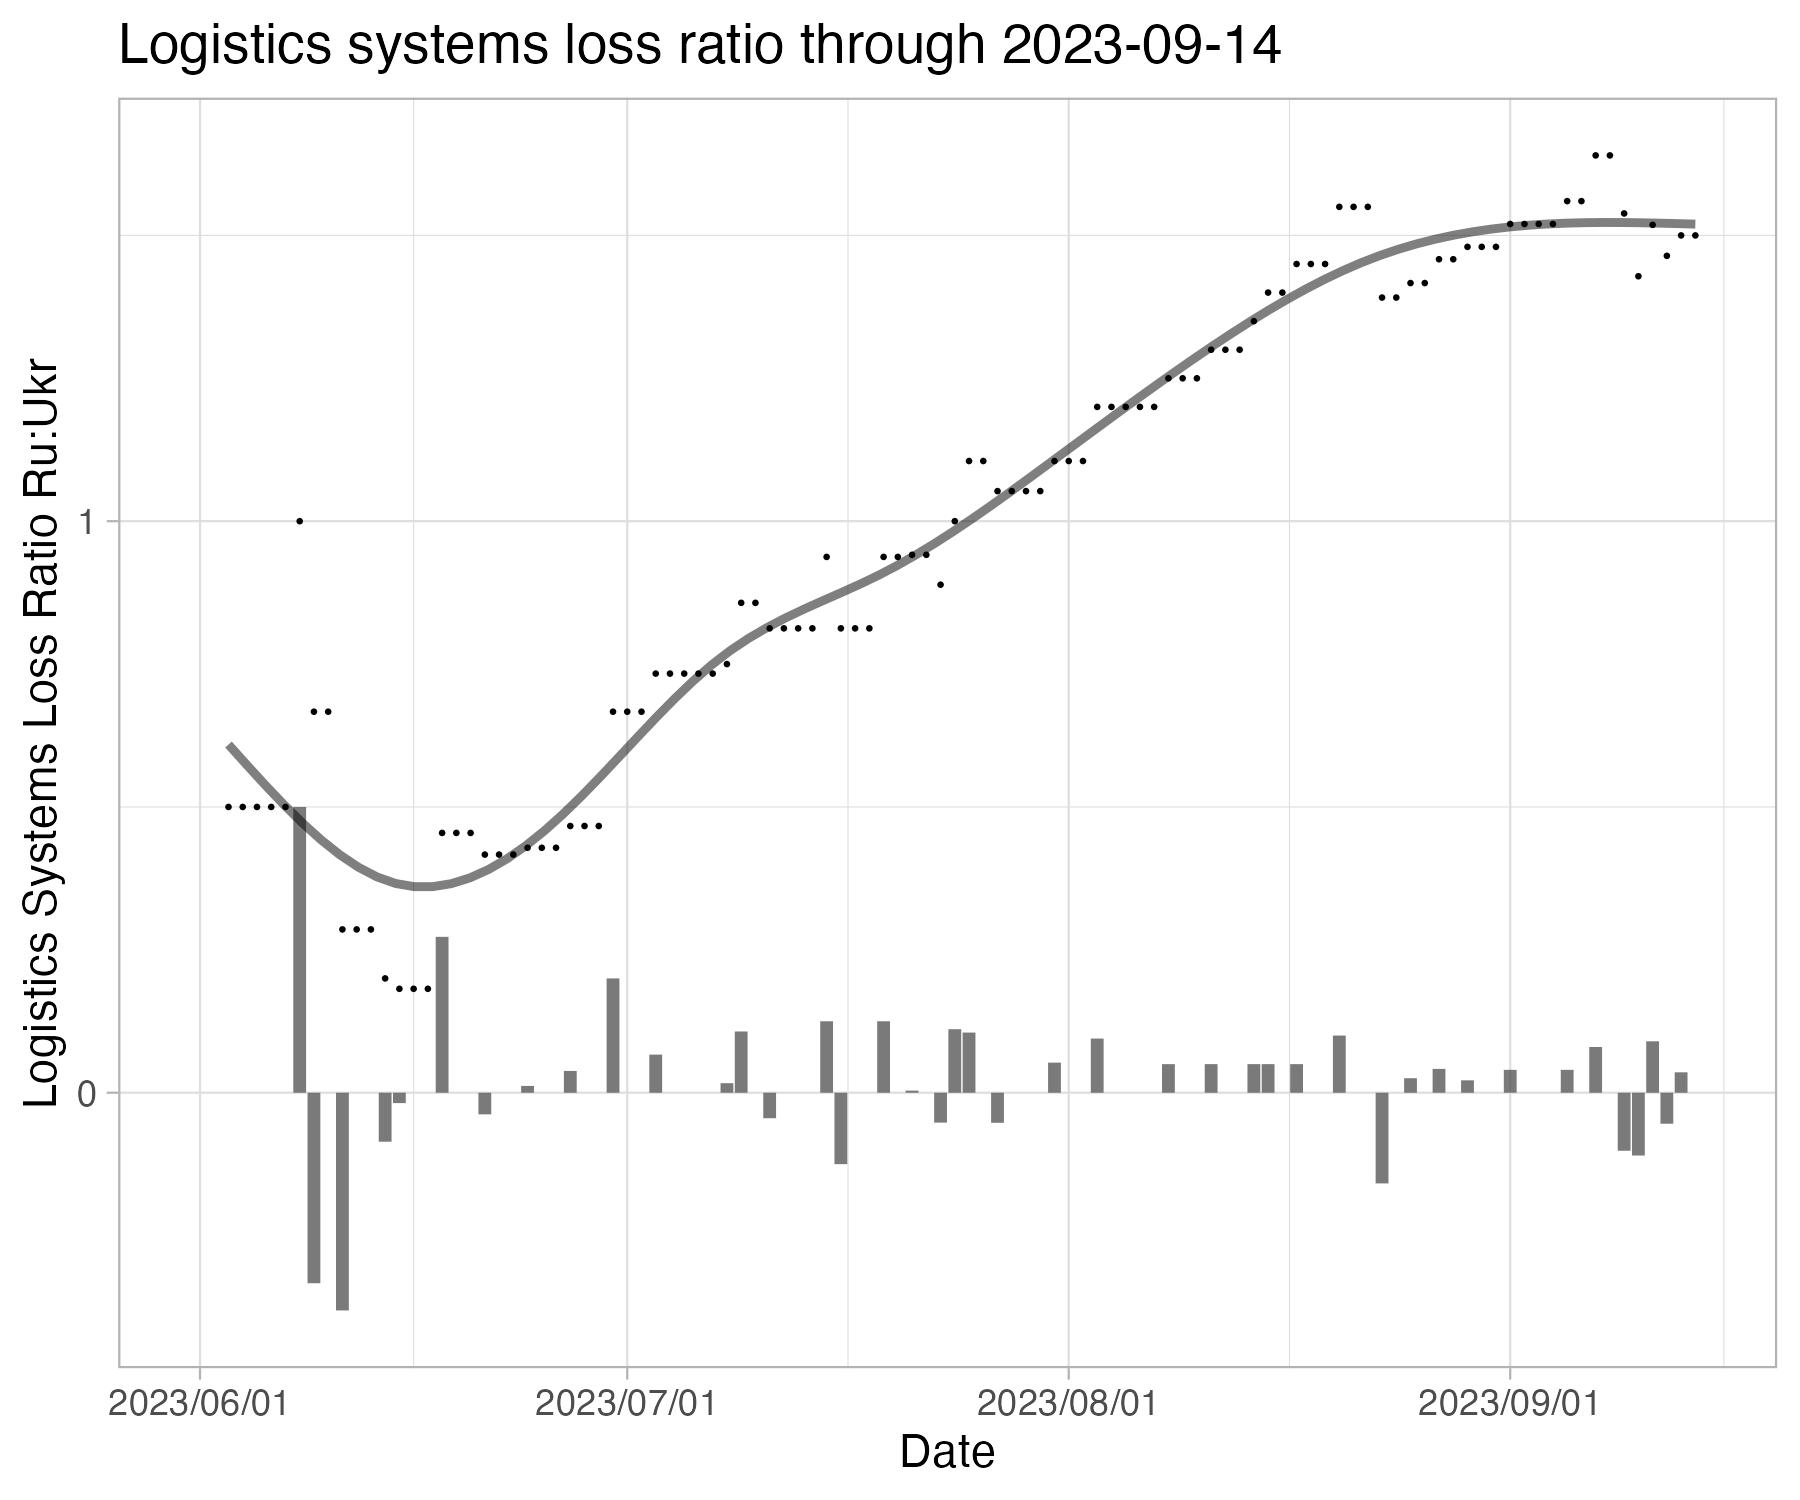 Logistics systems loss ratio through 2023-09-14
Logistics Systems Loss Ratio Ru:Ukr
1
0
2023/06/01
2023/07/01
2023/08/01
2023/09/01
Date